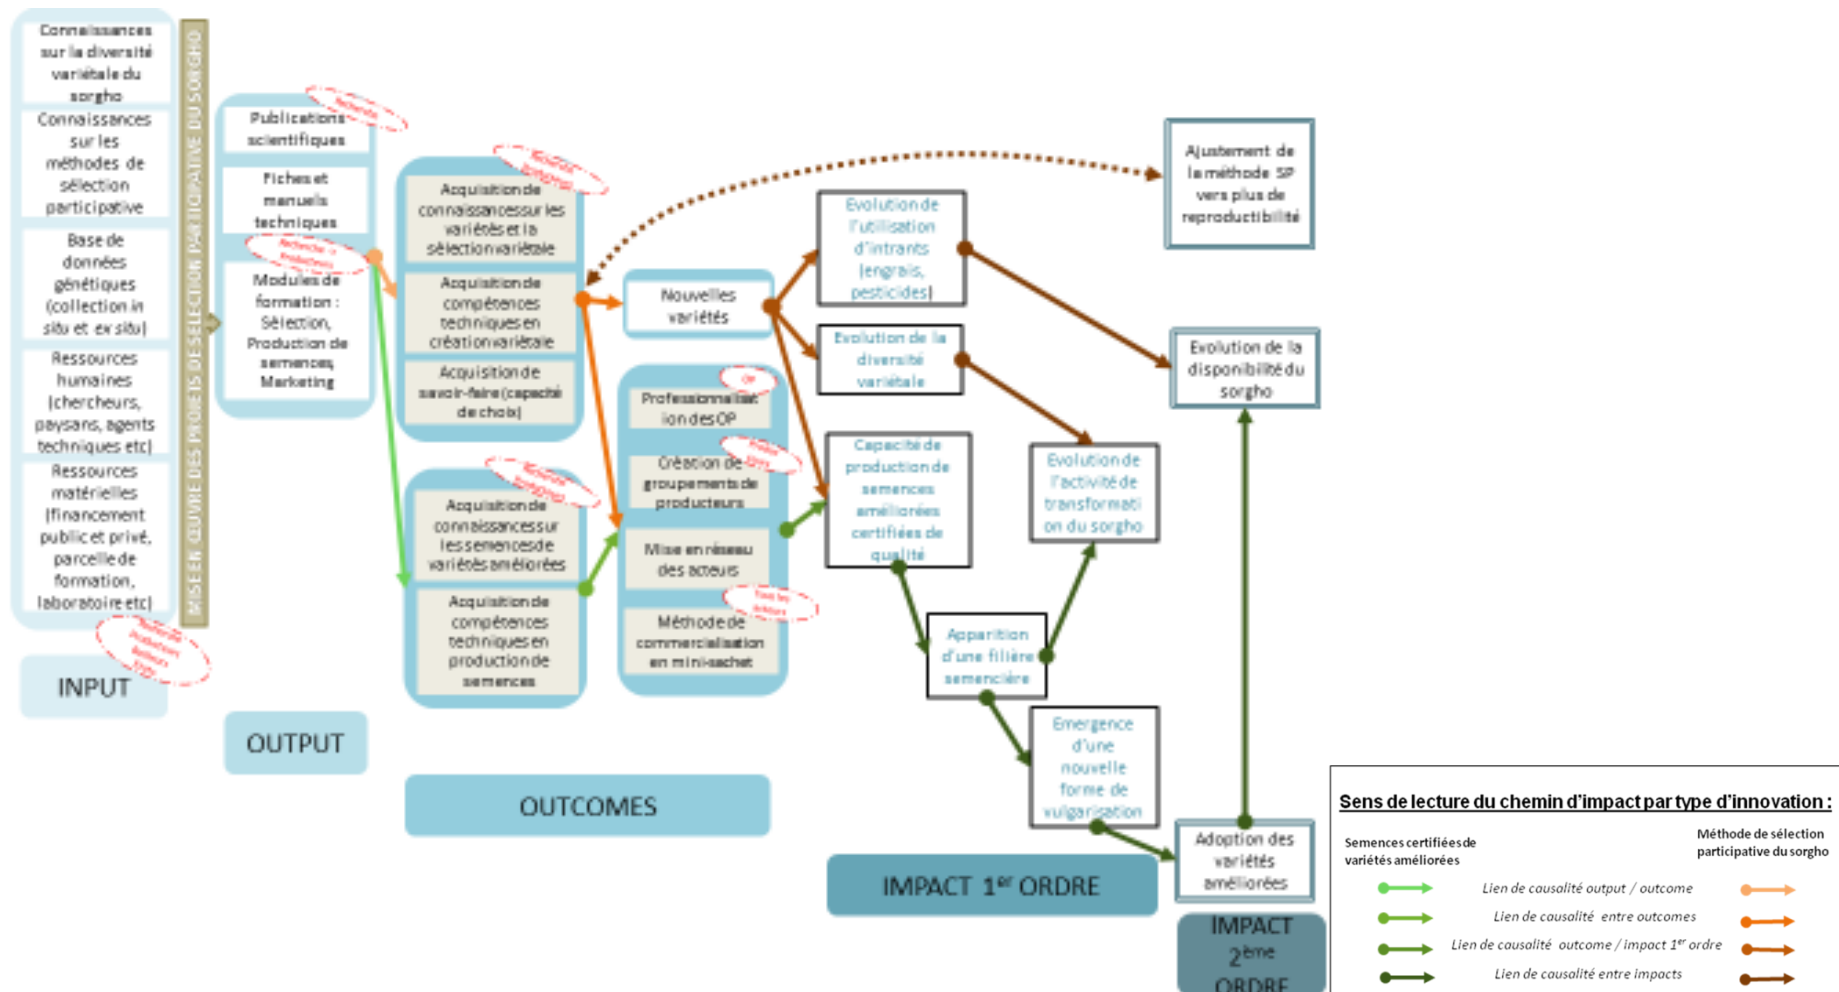 Connaissances
sur la diversité
variétale du
sorgho
Connaissances
sur les
méthodes de
sélection
participative
Base de
données
génétiques
(collection in
situ et ex situ)
Ressources
humaines
(chercheurs,
paysans, agents
techniques etc)
Ressources
matérielles
(financement
public et privé,
parcelle de
formation,
laboratoire etc)
INPUT
MISE EN ŒUVRE DES PROJETS DE SELECTION PARTICIPATIVE DU SORGHO
Recherche
Publications
scientifiques
Fiches et
manuels
techniques
Modules de
formation :
Sélection,
Production de
semences,
Marketing
OUTPUT
Acquisition de
connaissances sur les
variétés et la
sélection variétale
Acquisition de
compétences
techniques en
création variétale
Acquisition de
savoir-faire (capacité
de choix)
Acquisition de
connaissances sur
les semences de
variétés améliorées
Acquisition de
compétences
techniques en
production de
semences
Nouvelles
variétés
OP
Professionnalisat
ion des OP
Création de
groupements de
producteurs
Mise en réseau
des acteurs
Tous les
acteurs
Méthode de
commercialisation
en mini-sachet
OUTCOMES
Evolution de
l'utilisation
d'intrants
(engrais,
pesticides)
Evolution de la
diversité
variétale
Capacité de
production de
semences
améliorées
certifiées de
qualité
Apparition
d'une filière
semencière
Evolution de
l'activité de
transformati
on du sorgho
Emergence
d'une
nouvelle
forme de
vulgarisation
IMPACT 1er ORDRE
Ajustement de
la méthode SP
vers plus de
reproductibilité
Evolution de la
disponibilité du
sorgho
Adoption des
variétés
améliorées
IMPACT
2ème
ORDRE
Sens de lecture du chemin d'impact par type d'innovation :
Semences certifiées de
variétés améliorées
Méthode de sélection
participative du sorgho
Lien de causalité output / outcome
Lien de causalité entre outcomes
Lien de causalité outcome / impact 1er ordre
Lien de causalité entre impacts